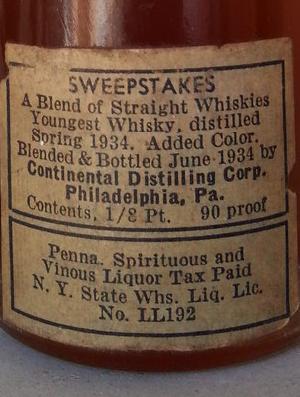 SWEEPSTAKES
A Blend of Straight Whiskies
Youngest Whisky, distilled
Spring 1934. Added Color.
Blended & Bottled June 1934 by
Continental Distilling Corp.
Philadelphia, Pa.
Contents, 1/8 Pt. 90 proof
Penna. Spirituous and
Vinous Liquor Tax Paid
N. Y. State Whs. Liq. Lic.
No. LL192